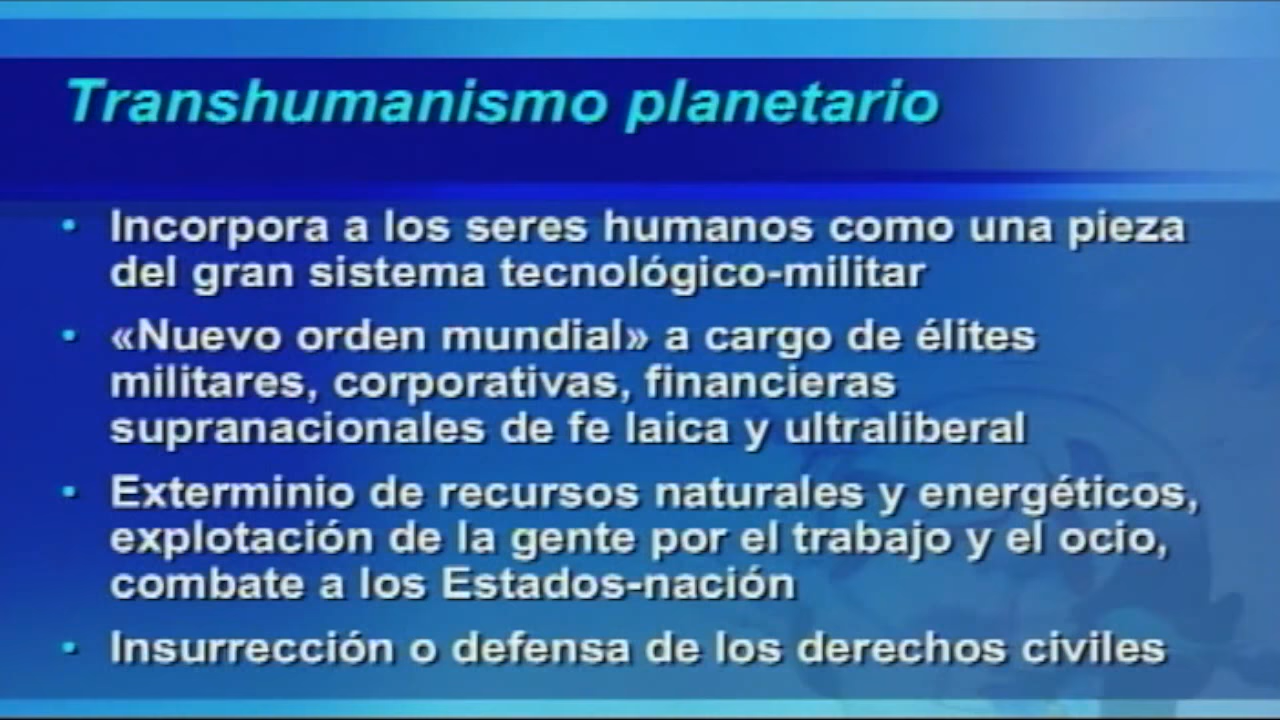 Transhumanismo planetario
• Incorpora a los seres humanos como una pieza
del gran sistema tecnológico-militar
• «Nuevo orden mundial» a cargo de élites
militares, corporativas, financieras
supranacionales de fe laica y ultraliberal
• Exterminio de recursos naturales y energéticos,
explotación de la gente por el trabajo y el ocio,
combate a los Estados-nación
• Insurrección o defensa de los derechos civiles